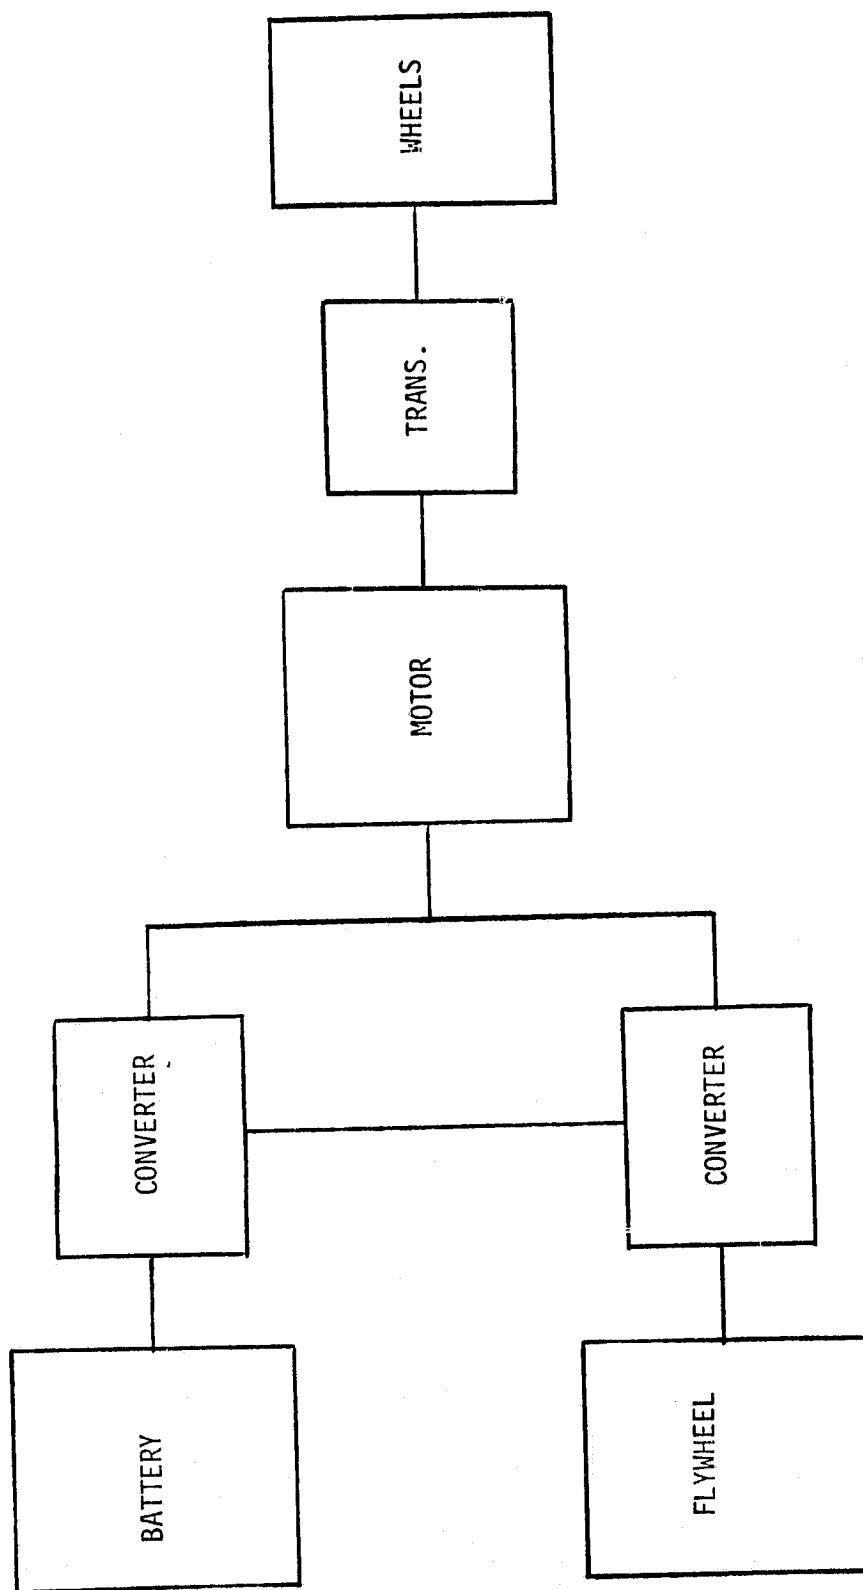 BATTERY
CONVERTER
FLYWHEEL
CONVERTER
MOTOR
TRANS.
WHEELS